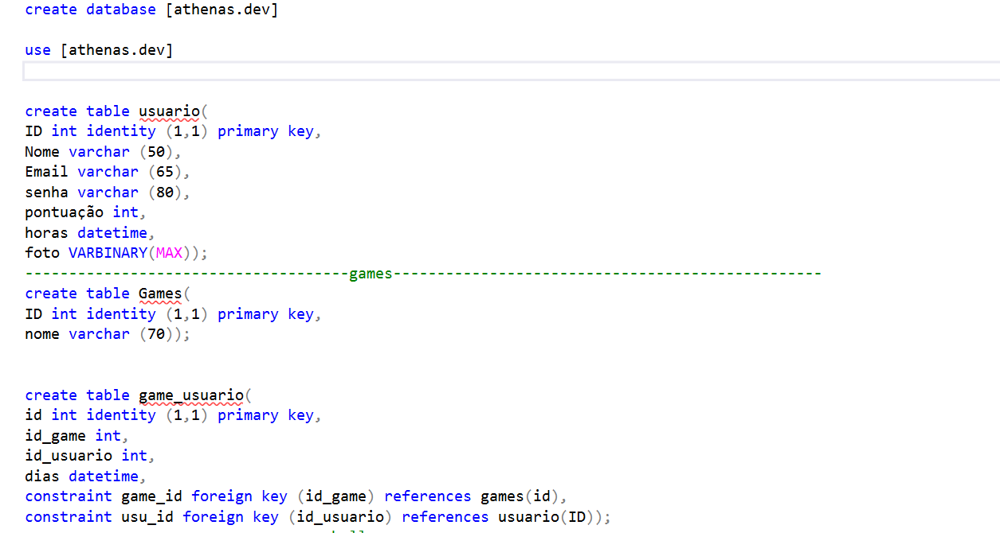 create database [athenas.dev]
use [athenas.dev]
create table usuario(
ID int identity (1,1) primary key,
Nome varchar (50),
Email varchar (65),
senha varchar (80),
pontuação int,
horas datetime,
foto VARBINARY(MAX));
-------------------------------------games-------------------------------------------------
create table Games(
ID int identity (1,1) primary key,
nome varchar (70));
create table game_usuario(
id int identity (1,1) primary key,
id_game int,
id_usuario int,
dias datetime,
constraint game_id foreign key (id_game) references games(id),
constraint usu_id foreign key (id_usuario) references usuario(ID));